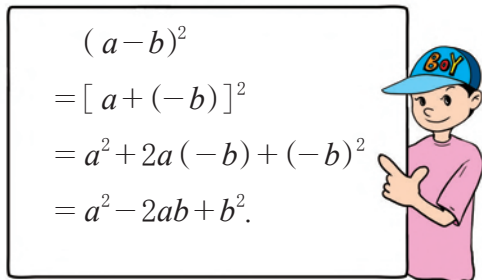 (a−b)²
=[a+(−b)]²
=a²+2a(−b)+(−b)²
=a²−2ab+b².
BOY